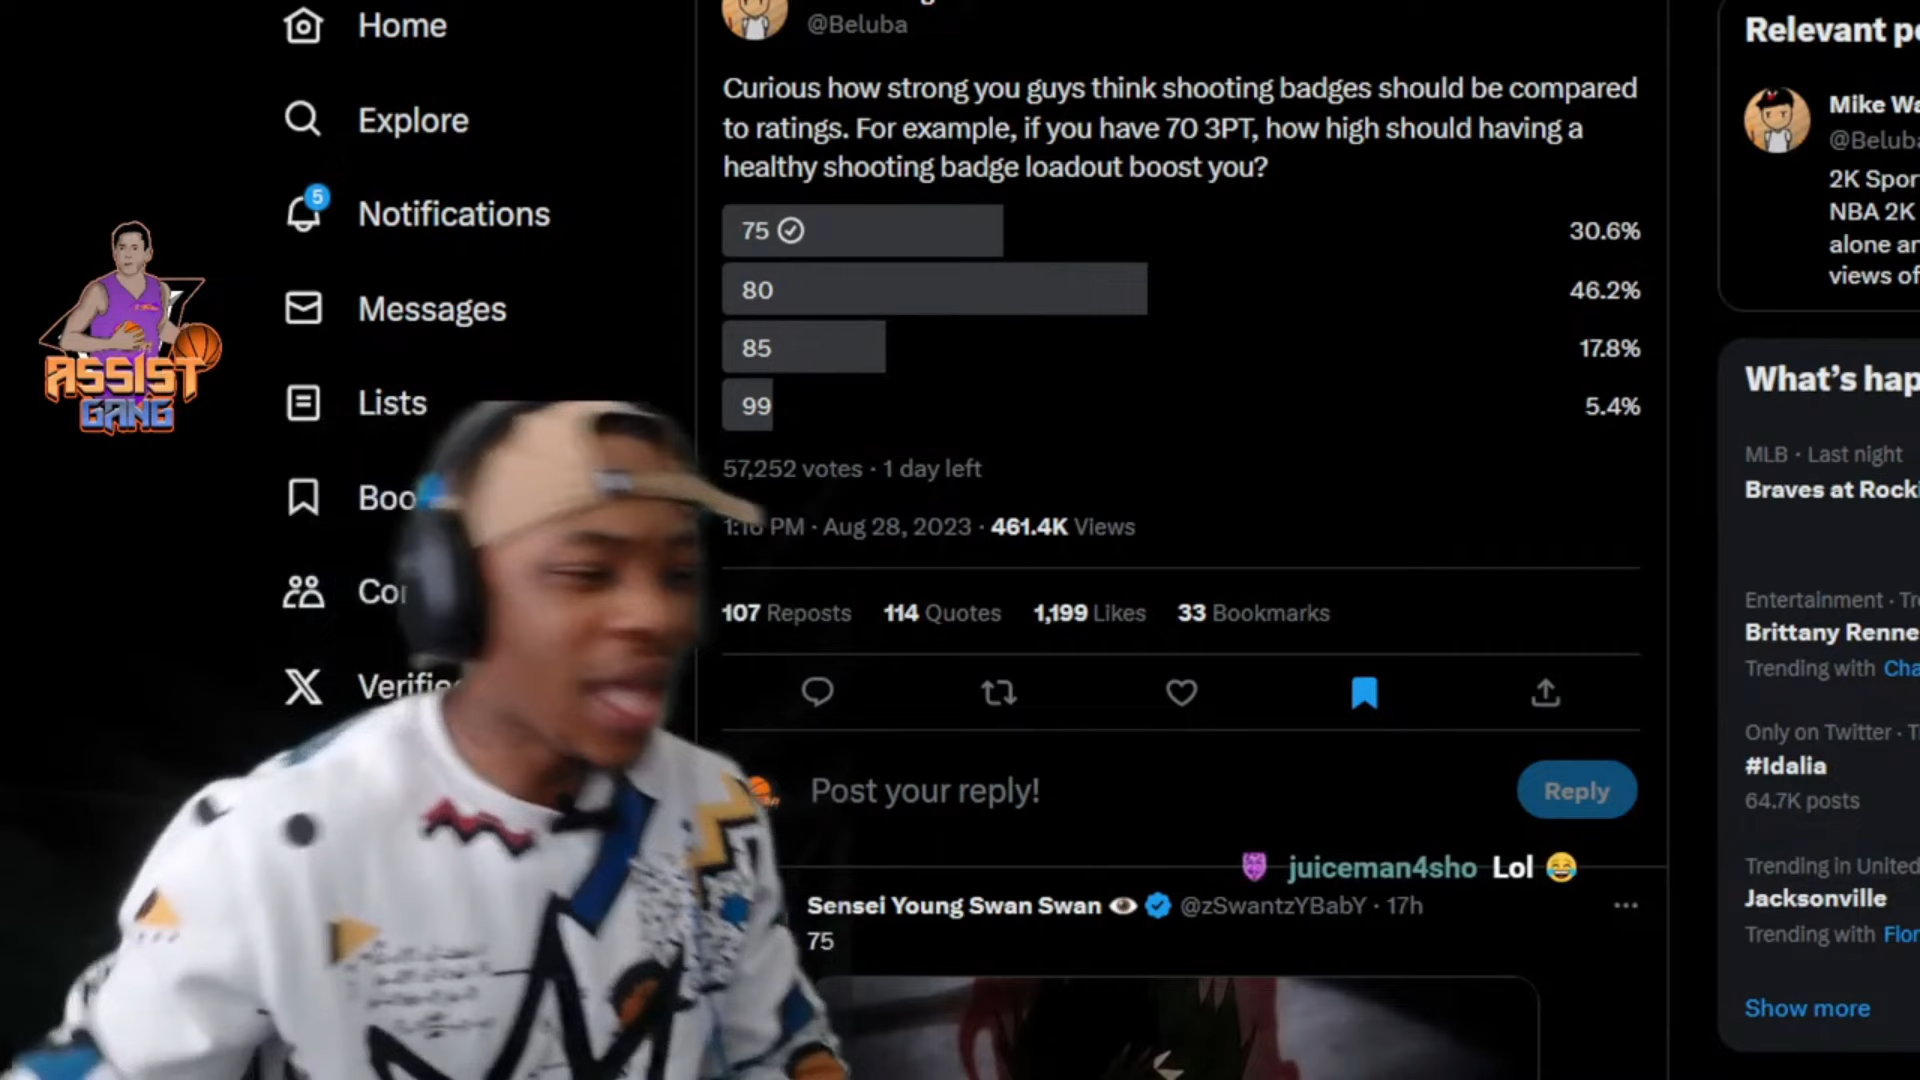 Home
Explore
5
Notifications
Messages
Lists
Boo
Co
Verifie
ASSIST
GANG
@Beluba
Curious how strong you guys think shooting badges should be compared
to ratings. For example, if you have 70 3PT, how high should having a
healthy shooting badge loadout boost you?
75 30.6%
80 46.2%
85 17.8%
99 5.4%
57,252 votes · 1 day left
PM · Aug 28, 2023 · 461.4K Views
107 Reposts 114 Quotes 1,199 Likes 33 Bookmarks
Post your reply!
Reply
juiceman4sho Lol 😂
Sensei Young Swan Swan 👁 @zSwantzYBabY · 17h
75
Relevant pe
Mike Wa
@Beluba
2K Spor
NBA 2K
alone ar
views of
What's hap
MLB · Last night
Braves at Rocki
Entertainment · Tre
Brittany Renne
Trending with Cha
Only on Twitter · T
#Idalia
64.7K posts
Trending in United
Jacksonville
Trending with Flor
Show more